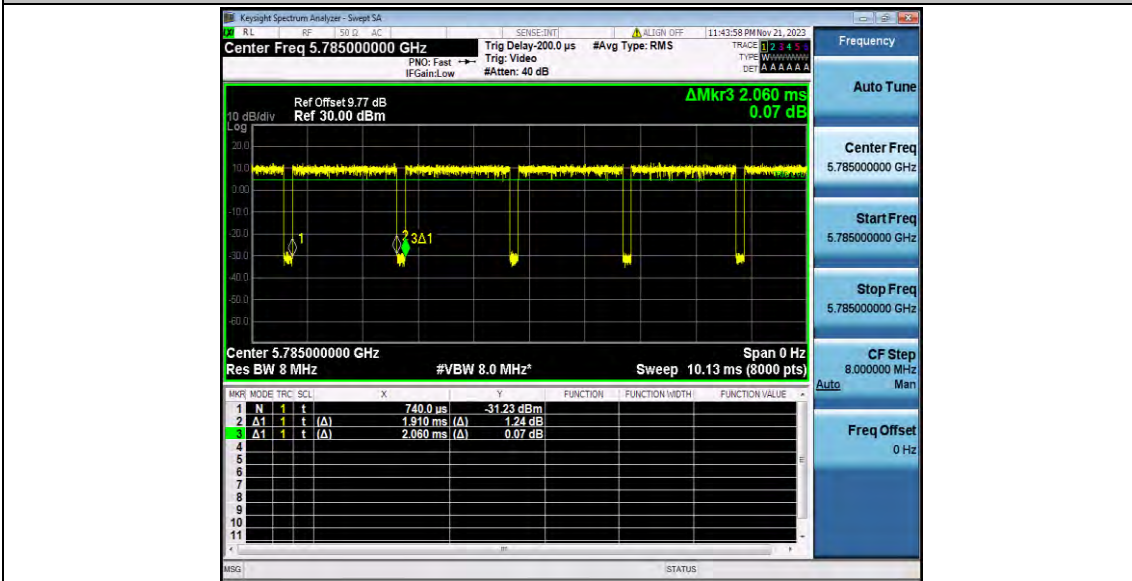 Keysight Spectrum Analyzer - Swept SA
RL RF 50 Ω AC SENSE:INT ALIGN OFF 11:43:58 PM Nov 21, 2023
Center Freq 5.785000000 GHz
Trig Delay-200.0 µs #Avg Type: RMS
TRACE 1 2 3 4 5 6
PNO: Fast Trig: Video
TYPE WWWWWW
IFGain:Low #Atten: 40 dB
DET A A A A A A
ΔMkr3 2.060 ms
0.07 dB
Ref Offset 9.77 dB
10 dB/div Ref 30.00 dBm
Log
20.0
10.0
0.00
-10.0
-20.0
-30.0
-40.0
-50.0
-60.0
1
2
3Δ1
Center 5.785000000 GHz Span 0 Hz
Res BW 8 MHz #VBW 8.0 MHz* Sweep 10.13 ms (8000 pts)
MKR MODE TRC SCL X Y FUNCTION FUNCTION WIDTH FUNCTION VALUE
1 N 1 t 740.0 µs -31.23 dBm
2 Δ1 1 t (Δ) 1.910 ms (Δ) 1.24 dB
3 Δ1 1 t (Δ) 2.060 ms (Δ) 0.07 dB
4
5
6
7
8
9
10
11
MSG STATUS
Frequency
Auto Tune
Center Freq
5.785000000 GHz
Start Freq
5.785000000 GHz
Stop Freq
5.785000000 GHz
CF Step
8.000000 MHz
Auto Man
Freq Offset
0 Hz